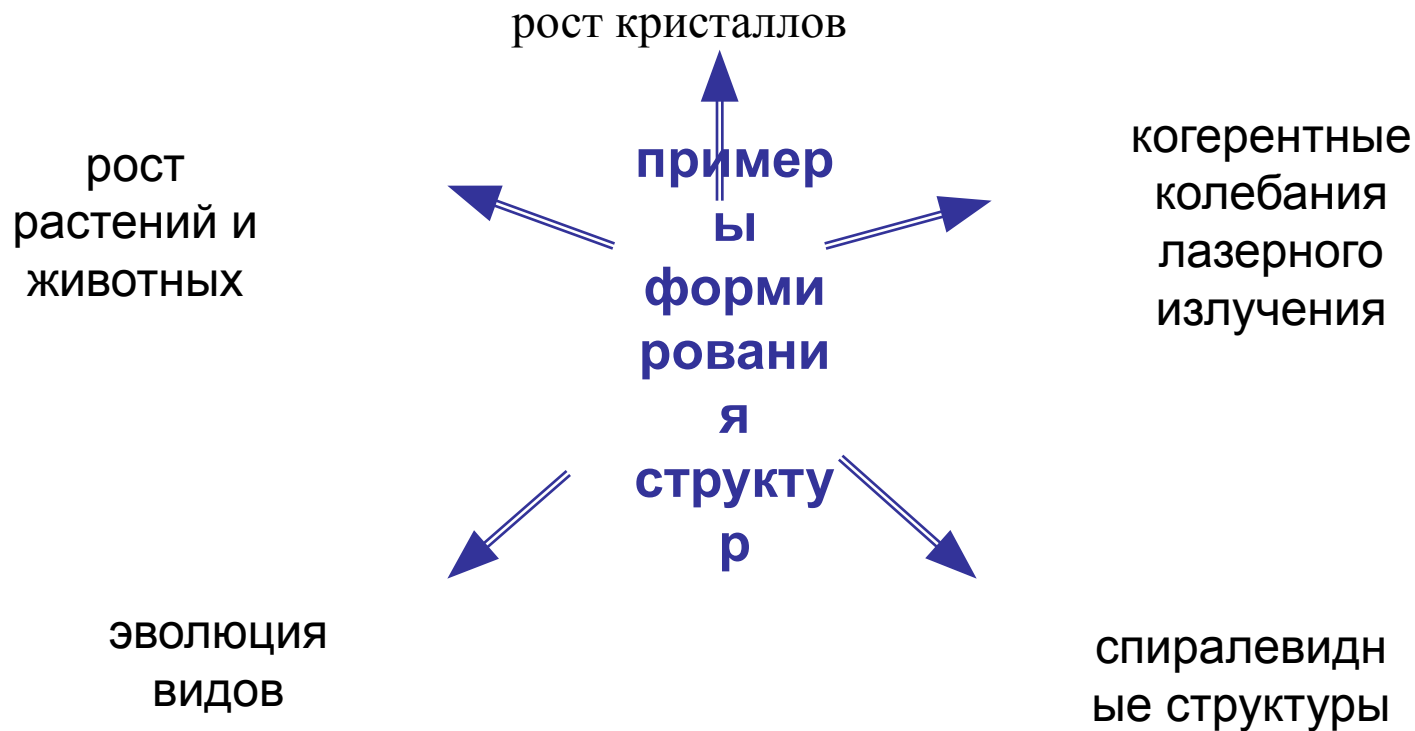 рост кристаллов
рост
растений и
животных
пример
ы
форми
ровани
я
структу
р
когерентные
колебания
лазерного
излучения
эволюция
видов
спиралевидн
ые структуры